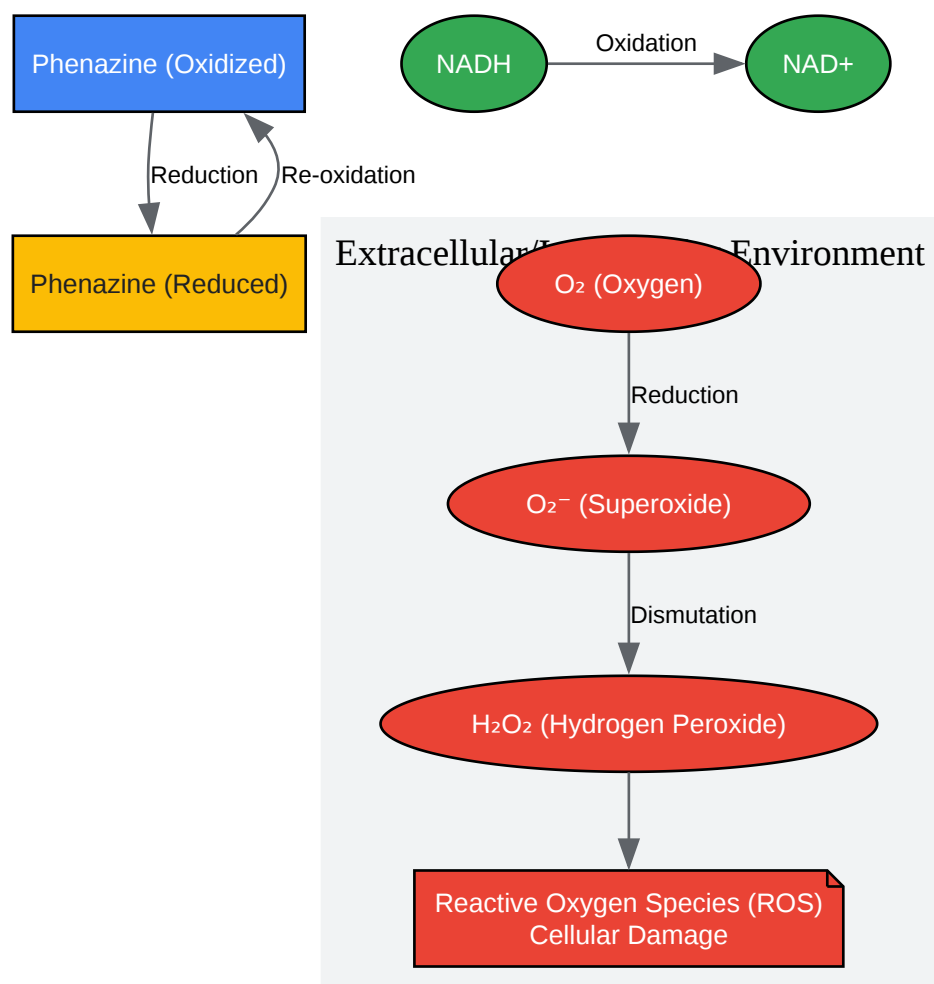 Phenazine (Oxidized)
NADH
Oxidation
NAD+
Reduction
Re-oxidation
Phenazine (Reduced)
Extracellular/
Environment
O₂ (Oxygen)
Reduction
O₂⁻ (Superoxide)
Dismutation
H₂O₂ (Hydrogen Peroxide)
Reactive Oxygen Species (ROS)
Cellular Damage